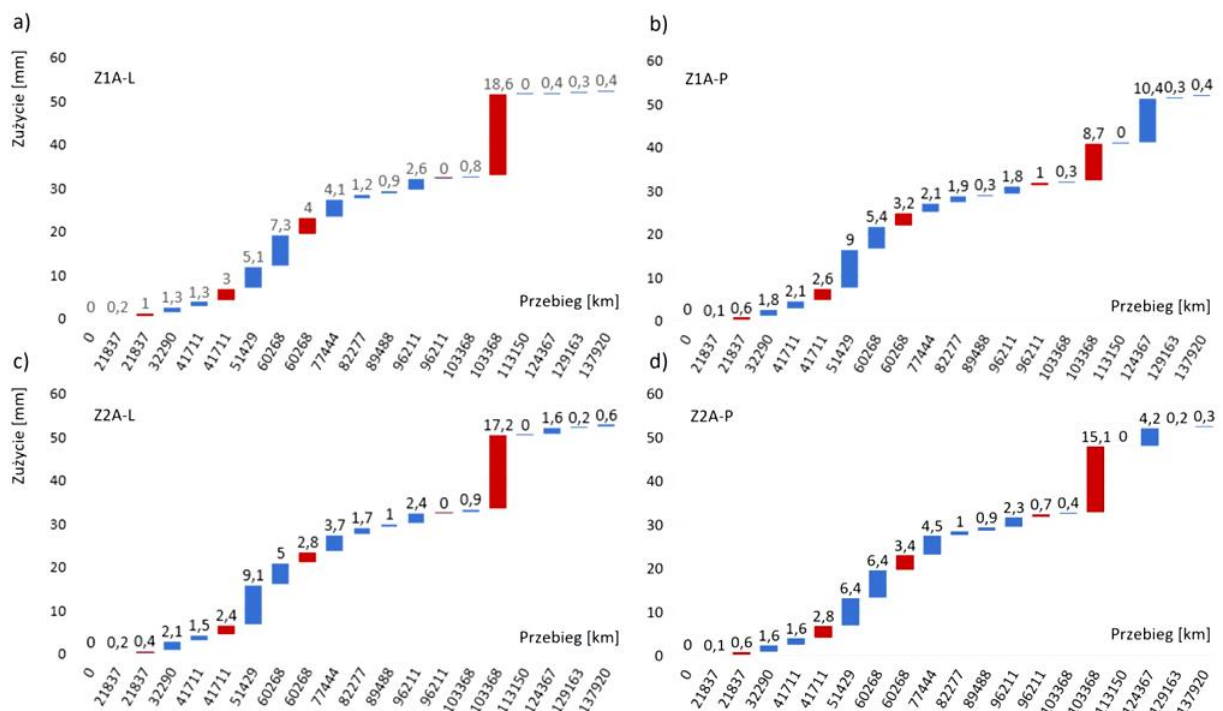 a)
Zużycie [mm]
60
50
40
30
20
10
0
Z1A-L
0 0,2 1 1,3 1,3 3 5,1 7,3 4 4,1 1,2 0,9 2,6 0 0,8 18,6 0 0,4 0,3 0,4
Przebieg [km]
0 21837 21837 32290 41711 41711 51429 60268 60268 77444 82277 89488 96211 96211 103368 103368 113150 124367 129163 137920
b)
60
50
40
30
20
10
0
Z1A-P
0 0,1 0,6 1,8 2,1 2,6 9 5,4 3,2 2,1 1,9 0,3 1,8 1 0,3 8,7 0 10,4 0,3 0,4
Przebieg [km]
0 21837 21837 32290 41711 41711 51429 60268 60268 77444 82277 89488 96211 96211 103368 103368 113150 124367 129163 137920
c)
Zużycie [mm]
60
50
40
30
20
10
0
Z2A-L
0 0,2 0,4 2,1 1,5 2,4 9,1 5 2,8 3,7 1,7 1 2,4 0 0,9 17,2 0 1,6 0,2 0,6
Przebieg [km]
0 21837 21837 32290 41711 41711 51429 60268 60268 77444 82277 89488 96211 96211 103368 103368 113150 124367 129163 137920
d)
60
50
40
30
20
10
0
Z2A-P
0 0,1 0,6 1,6 1,6 2,8 6,4 6,4 3,4 4,5 1 0,9 2,3 0,7 0,4 15,1 0 4,2 0,2 0,3
Przebieg [km]
0 21837 21837 32290 41711 41711 51429 60268 60268 77444 82277 89488 96211 96211 103368 103368 113150 124367 129163 137920